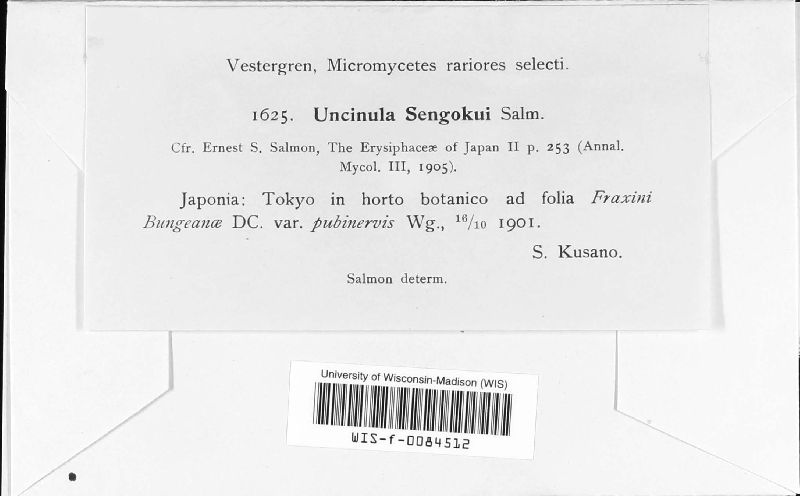 Vestergren, Micromycetes rariores selecti.
1625. Uncinula Sengokui Salm.
Cfr. Ernest S. Salmon, The Erysiphaceæ of Japan II p. 253 (Annal.
Mycol. III, 1905).
Japonia: Tokyo in horto botanico ad folia Fraxini
Bungeanæ DC. var. pubinervis Wg., 16/10 1901.
S. Kusano.
Salmon determ.
University of Wisconsin-Madison (WIS)
WIS-f-0084512